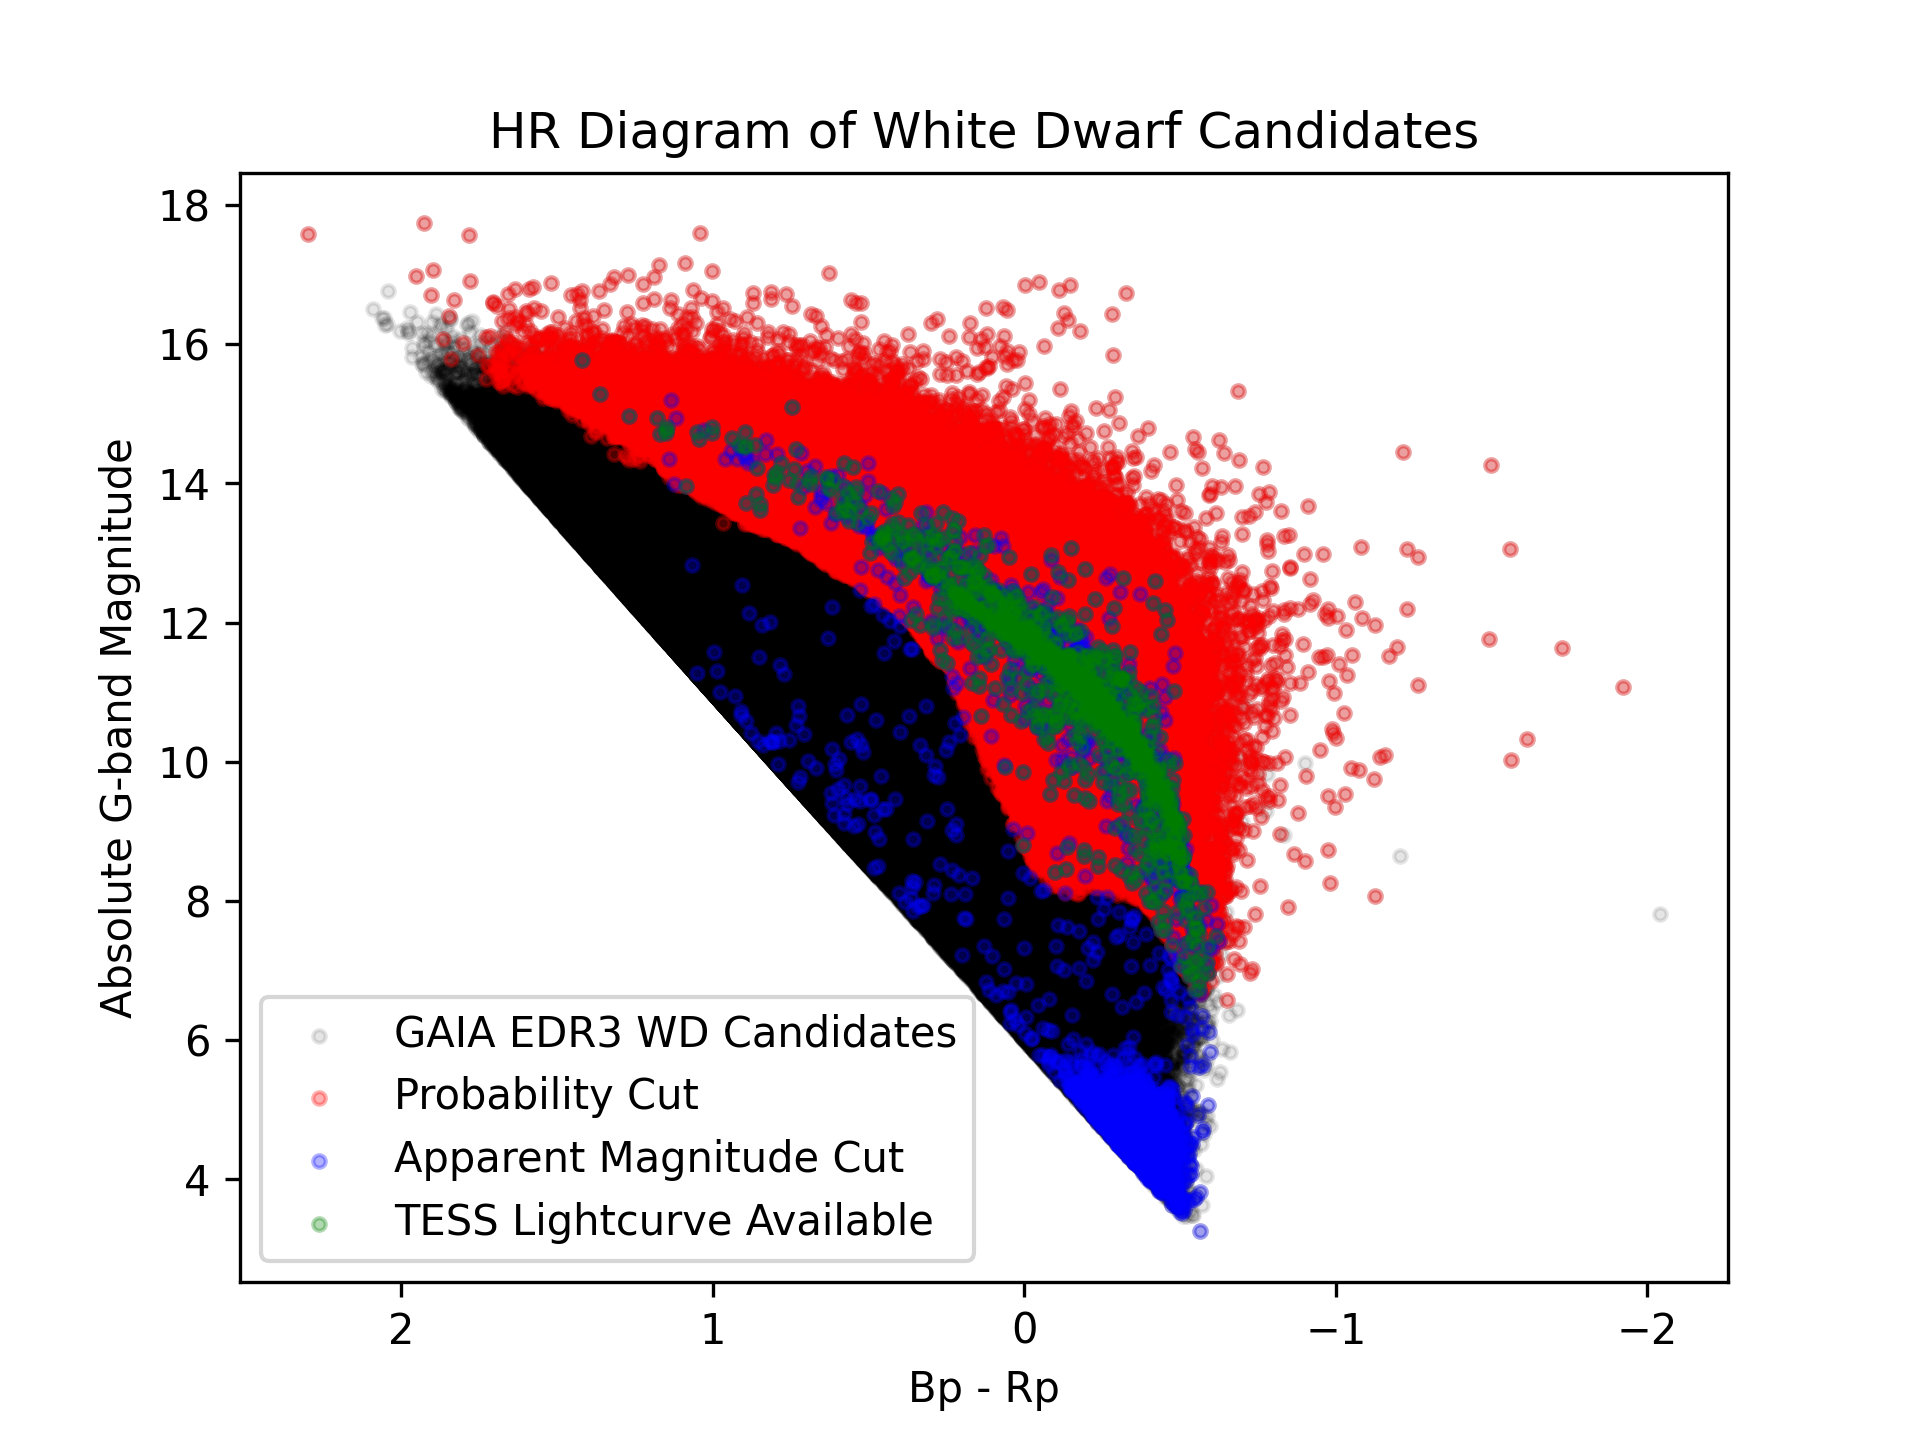 HR Diagram of White Dwarf Candidates
18
16
14
12
10
8
6
4
Absolute G-band Magnitude
GAIA EDR3 WD Candidates
Probability Cut
Apparent Magnitude Cut
TESS Lightcurve Available
2 1 0 −1 −2
Bp - Rp